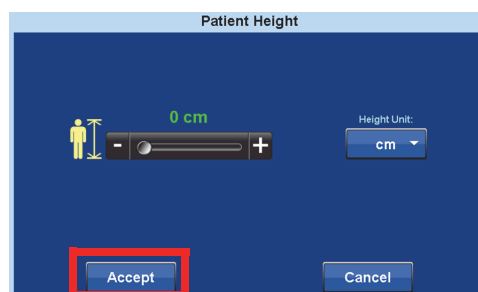 Patient Height
0 cm
Height Unit:
- +
cm
Accept
Cancel